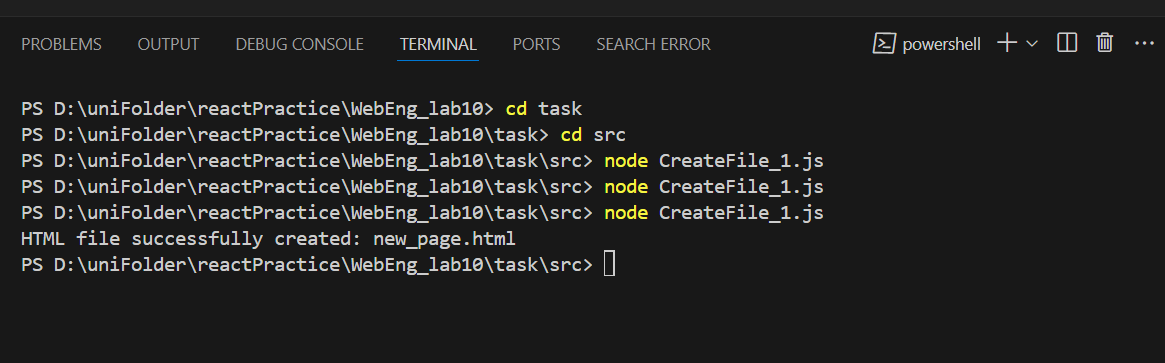 PROBLEMS OUTPUT DEBUG CONSOLE TERMINAL PORTS SEARCH ERROR powershell
PS D:\uniFolder\reactPractice\WebEng_lab10> cd task
PS D:\uniFolder\reactPractice\WebEng_lab10\task> cd src
PS D:\uniFolder\reactPractice\WebEng_lab10\task\src> node CreateFile_1.js
PS D:\uniFolder\reactPractice\WebEng_lab10\task\src> node CreateFile_1.js
PS D:\uniFolder\reactPractice\WebEng_lab10\task\src> node CreateFile_1.js
HTML file successfully created: new_page.html
PS D:\uniFolder\reactPractice\WebEng_lab10\task\src>